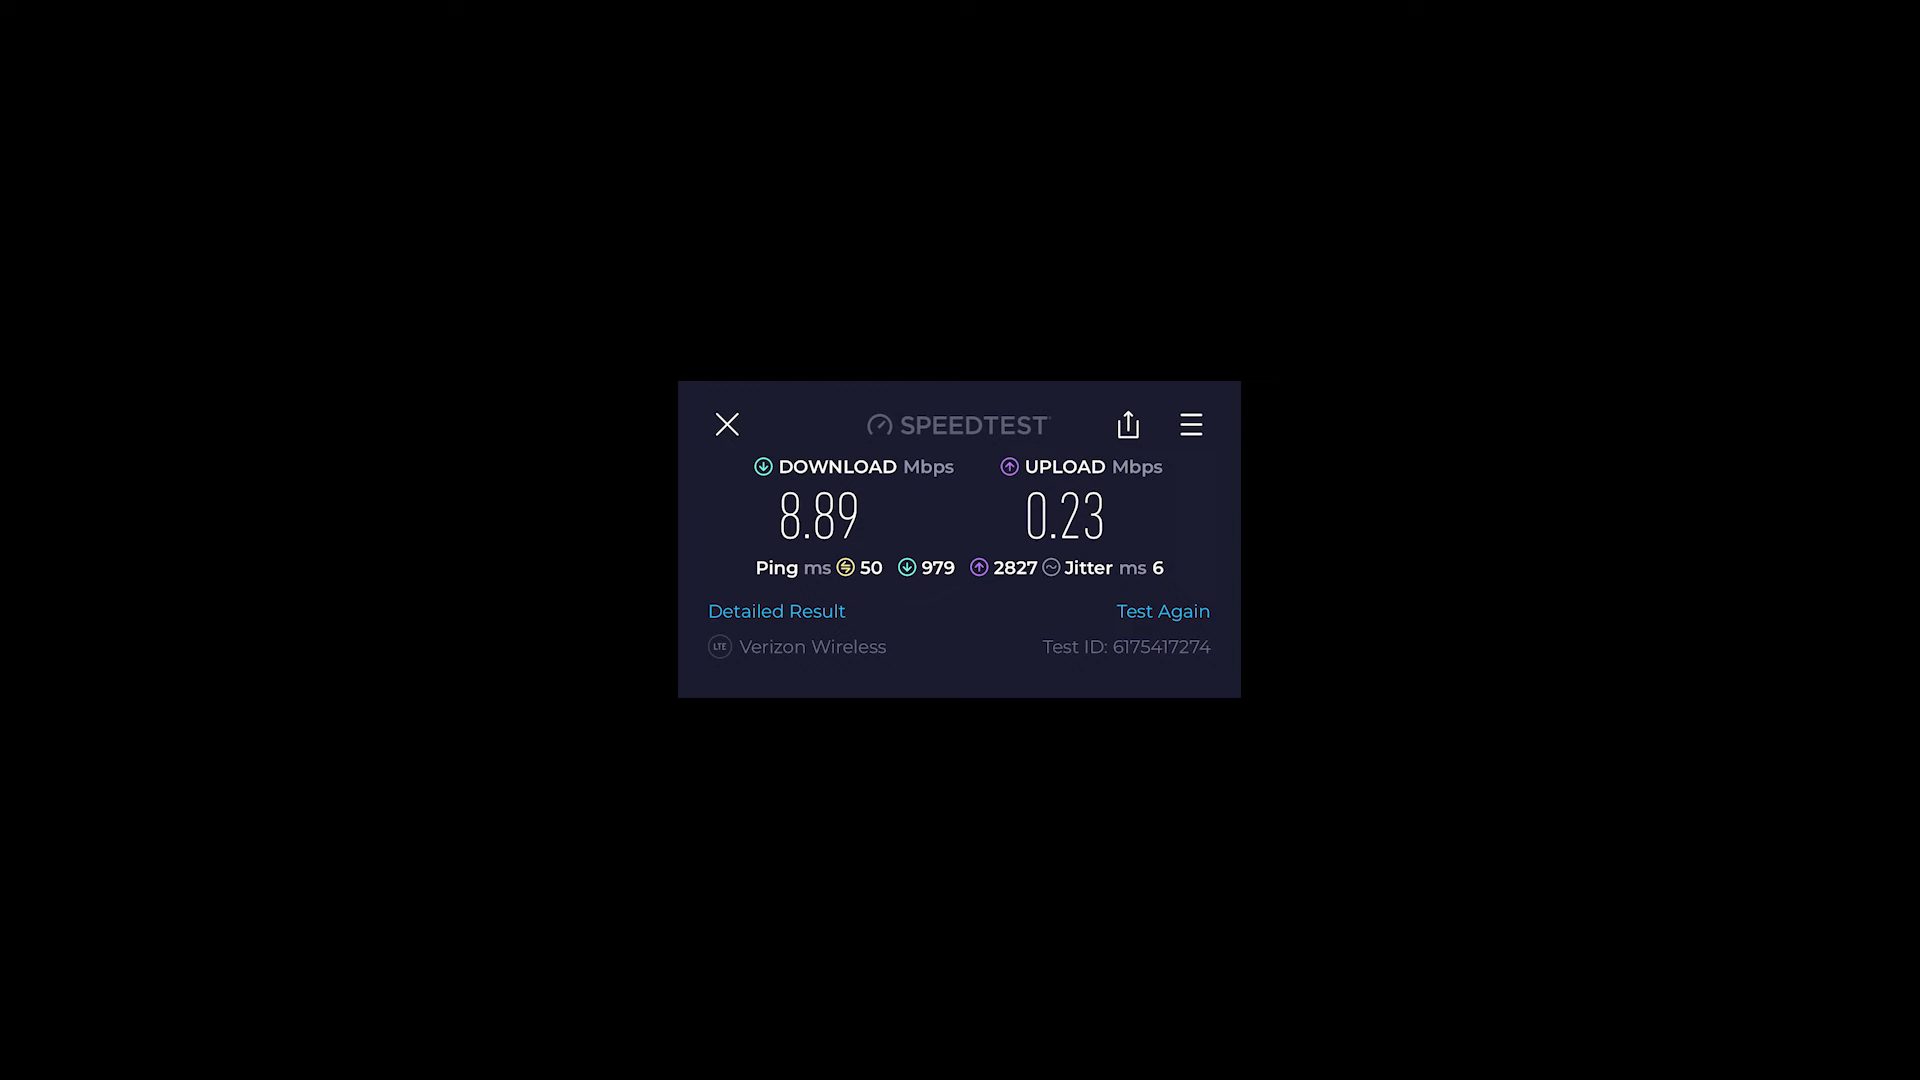 SPEEDTEST
DOWNLOAD Mbps UPLOAD Mbps
8.89 0.23
Ping ms 50 979 2827 Jitter ms 6
Detailed Result Test Again
LTE Verizon Wireless Test ID: 6175417274